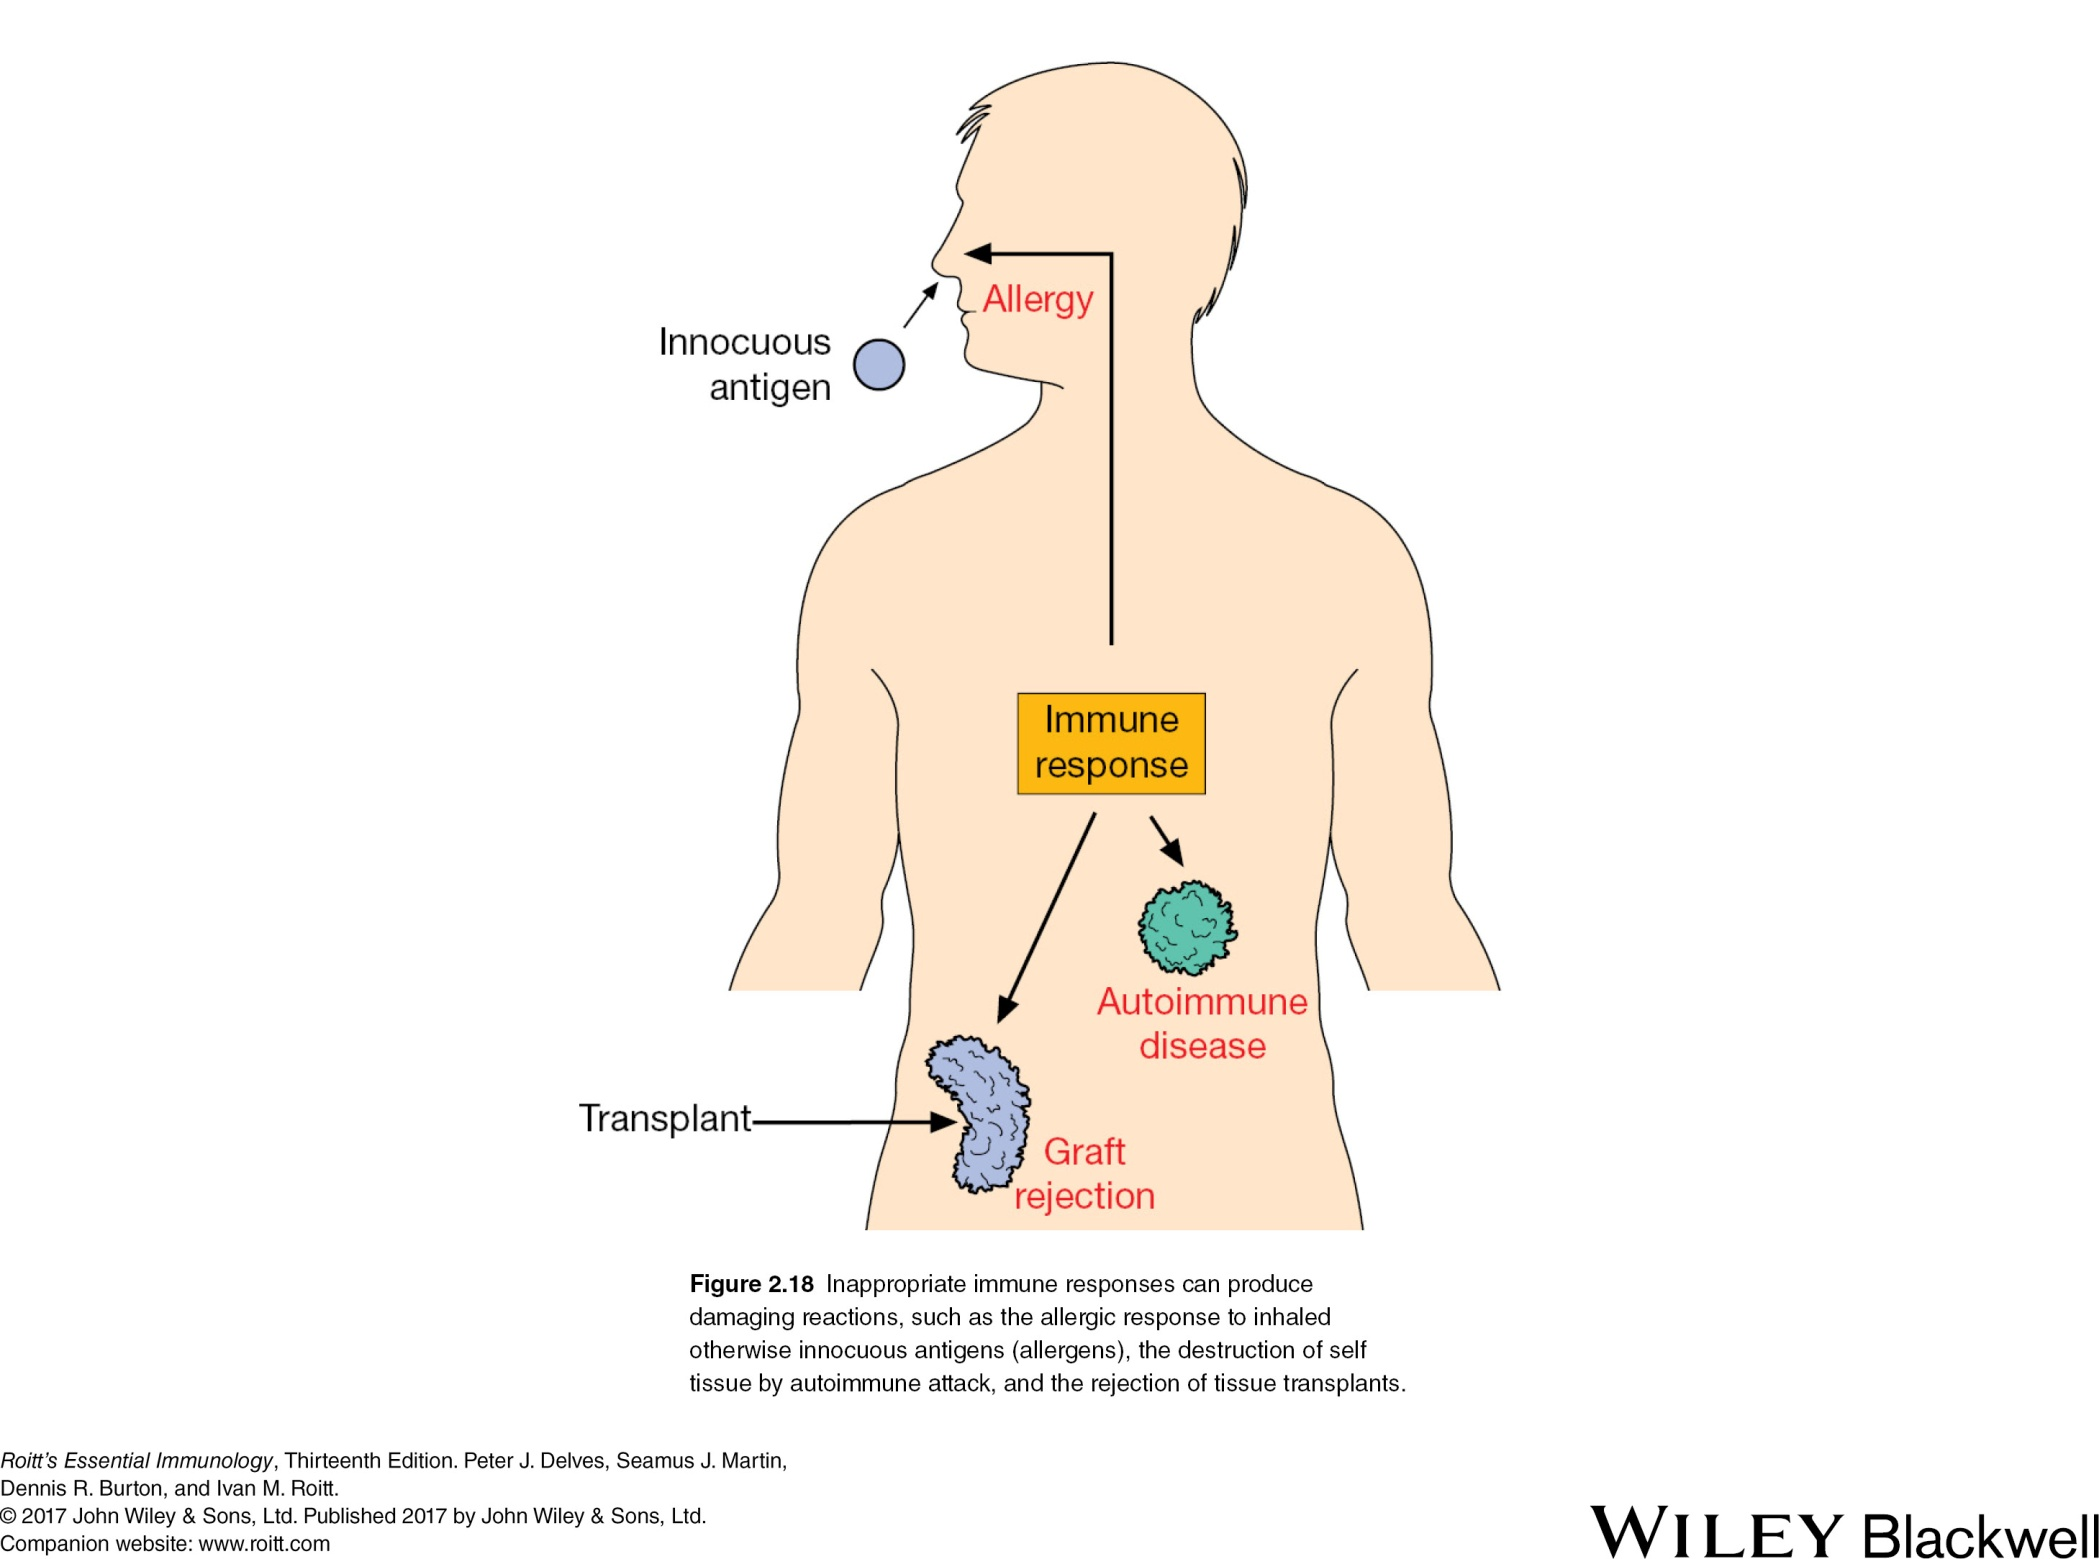 Allergy
Innocuous
antigen
Immune
response
Autoimmune
disease
Transplant
Graft
rejection
Figure 2.18 Inappropriate immune responses can produce
damaging reactions, such as the allergic response to inhaled
otherwise innocuous antigens (allergens), the destruction of self
tissue by autoimmune attack, and the rejection of tissue transplants.
Roitt’s Essential Immunology, Thirteenth Edition. Peter J. Delves, Seamus J. Martin,
Dennis R. Burton, and Ivan M. Roitt.
© 2017 John Wiley & Sons, Ltd. Published 2017 by John Wiley & Sons, Ltd.
Companion website: www.roitt.com
WILEY Blackwell